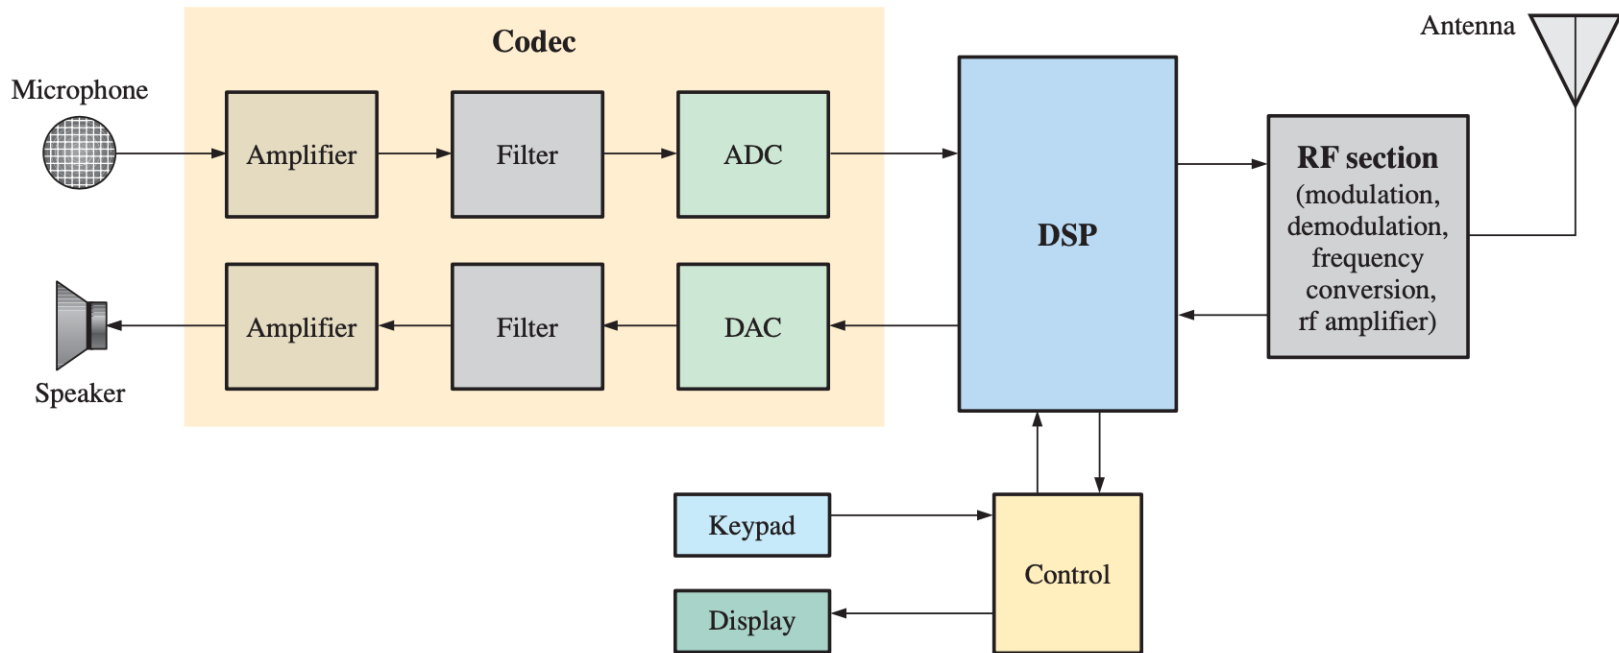 Codec
Antenna
Microphone
Amplifier
Filter
ADC
DSP
RF section
(modulation,
demodulation,
frequency
conversion,
rf amplifier)
Amplifier
Filter
DAC
Speaker
Keypad
Control
Display